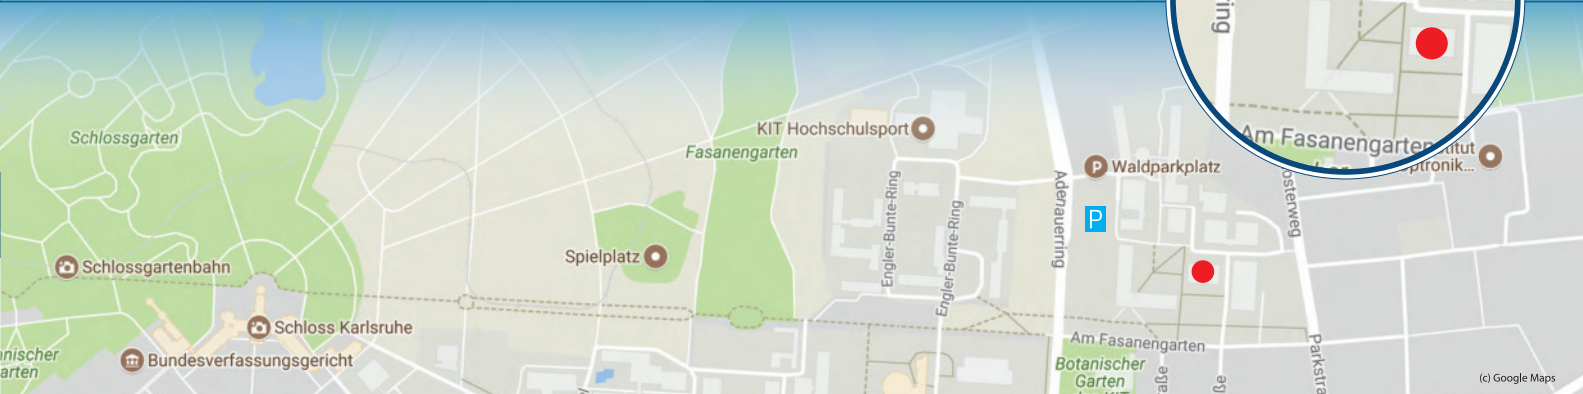 ring
Schlossgarten
KIT Hochschulsport
Fasanengarten
Am Fasanengarten
Waldparkplatz
P
Adenauerring
P
Engler-Bunte-Ring
Engler-Bunte-Ring
Spielplatz
Schlossgartenbahn
Schloss Karlsruhe
Bundesverfassungsgericht
Am Fasanengarten
Botanischer
Garten
(c) Google Maps